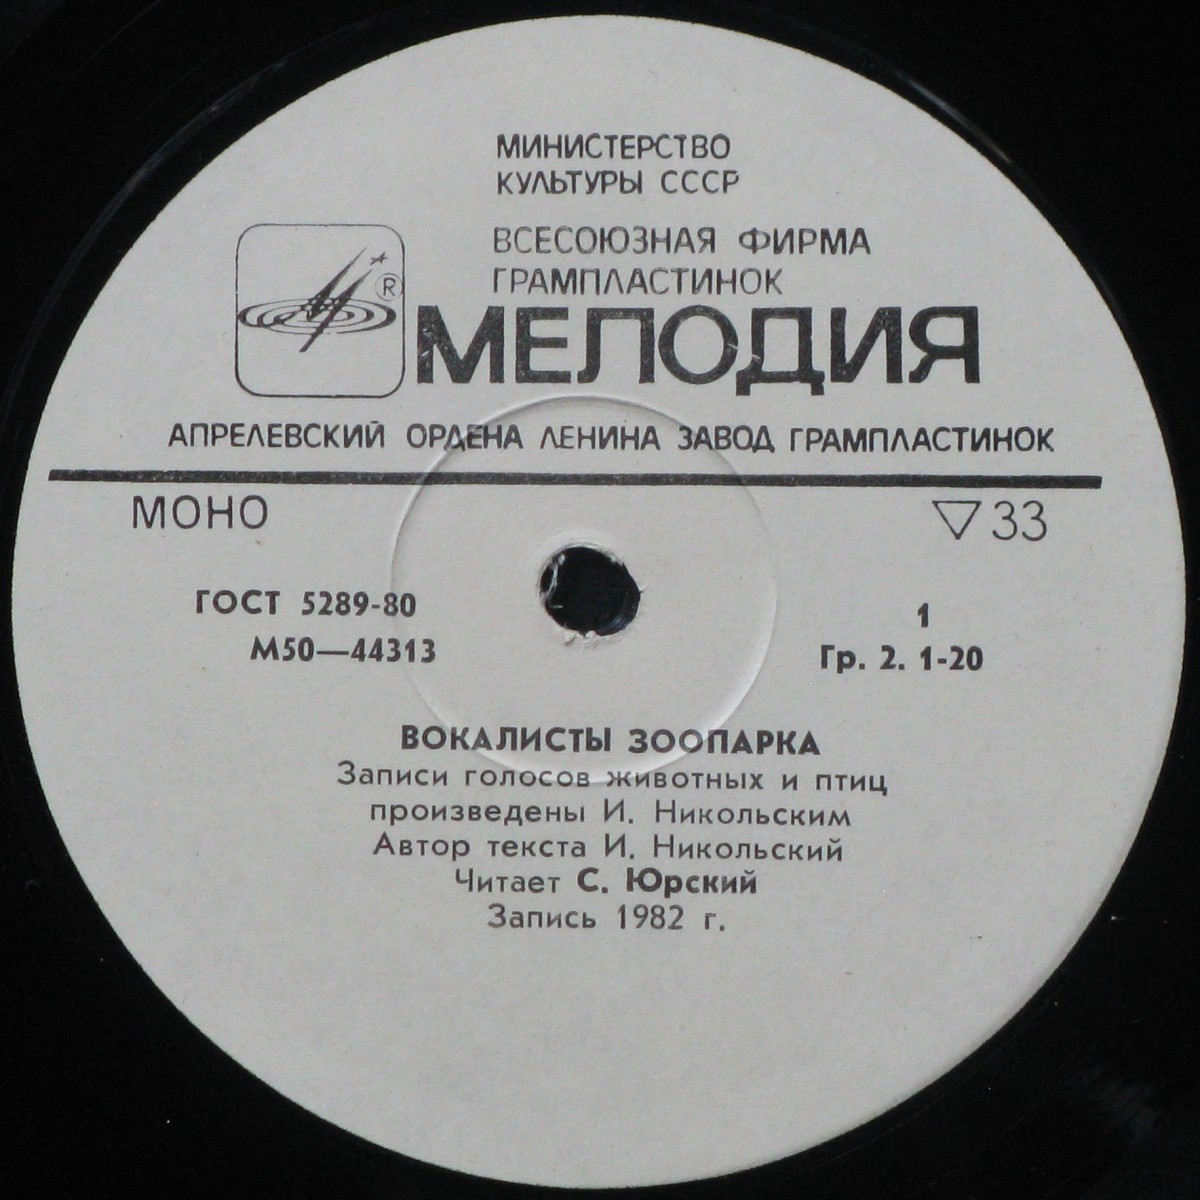 МИНИСТЕРСТВО
КУЛЬТУРЫ СССР
ВСЕСОЮЗНАЯ ФИРМА
ГРАМПЛАСТИНОК
®
МЕЛОДИЯ
АПРЕЛЕВСКИЙ ОРДЕНА ЛЕНИНА ЗАВОД ГРАМПЛАСТИНОК
МОНО ▽33
ГОСТ 5289-80 1
М50—44313 Гр. 2. 1-20
ВОКАЛИСТЫ ЗООПАРКА
Записи голосов животных и птиц
произведены И. Никольским
Автор текста И. Никольский
Читает С. Юрский
Запись 1982 г.